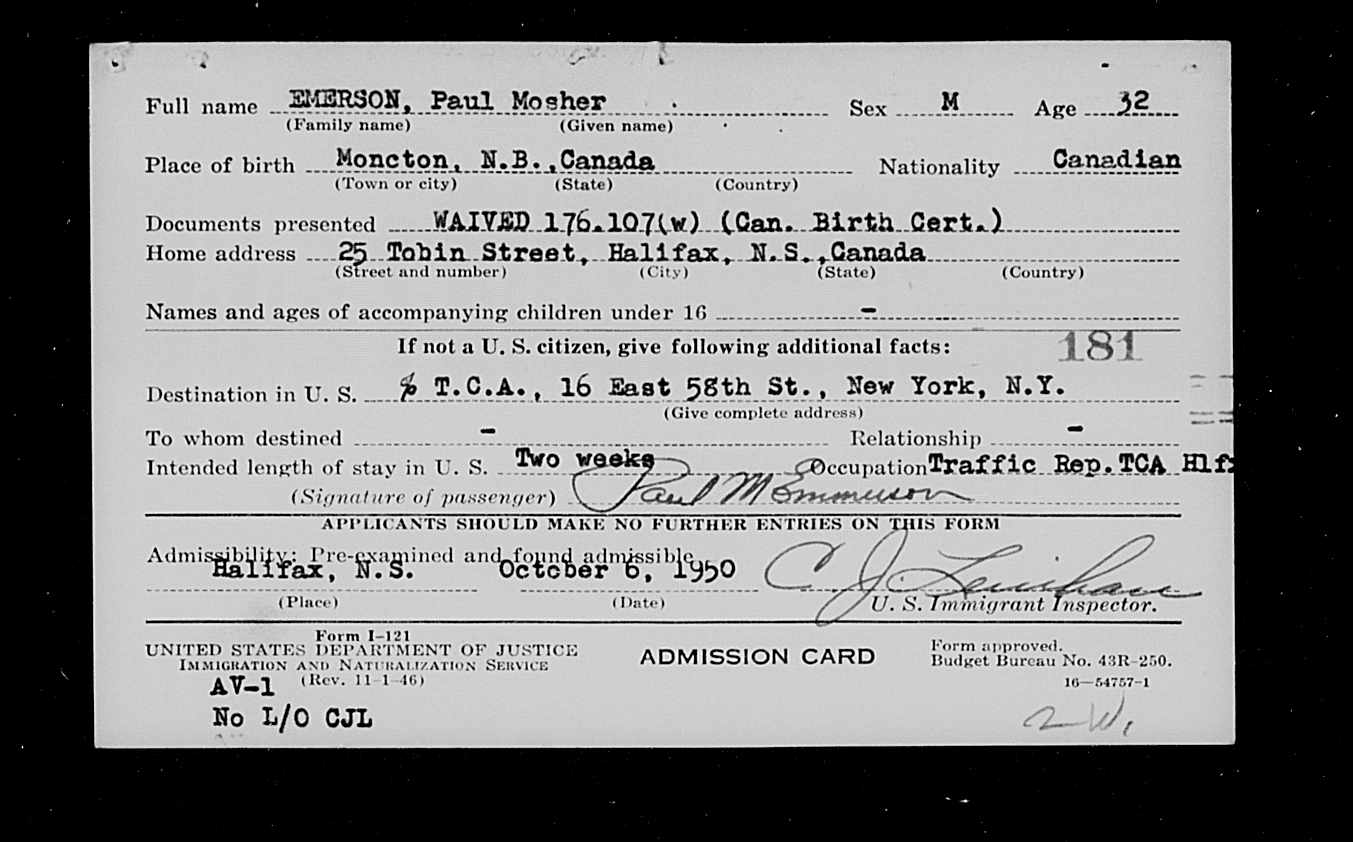 Full name EMERSON, Paul Mosher Sex M Age 32
(Family name) (Given name)
Place of birth Moncton, N.B.,Canada Nationality Canadian
(Town or city) (State) (Country)
Documents presented WAIVED 176.107(w) (Can. Birth Cert.)
Home address 25 Tobin Street, Halifax, N.S.,Canada
(Street and number) (City) (State) (Country)
Names and ages of accompanying children under 16 -
If not a U. S. citizen, give following additional facts: 181
Destination in U. S. % T.C.A., 16 East 58th St., New York, N.Y.
(Give complete address)
To whom destined - Relationship -
Intended length of stay in U. S. Two weeks Occupation Traffic Rep.TCA Hlfx
(Signature of passenger) Paul M Emmerson
APPLICANTS SHOULD MAKE NO FURTHER ENTRIES ON THIS FORM
Admissibility: Pre-examined and found admissible
Halifax, N.S. October 6, 1950 C J Lenihan
(Place) (Date) U. S. Immigrant Inspector.
Form I-121
UNITED STATES DEPARTMENT OF JUSTICE
IMMIGRATION AND NATURALIZATION SERVICE
(Rev. 11-1-46)
ADMISSION CARD
Form approved.
Budget Bureau No. 43R-250.
16—54757-1
AV-1
No L/O CJL
2 W.